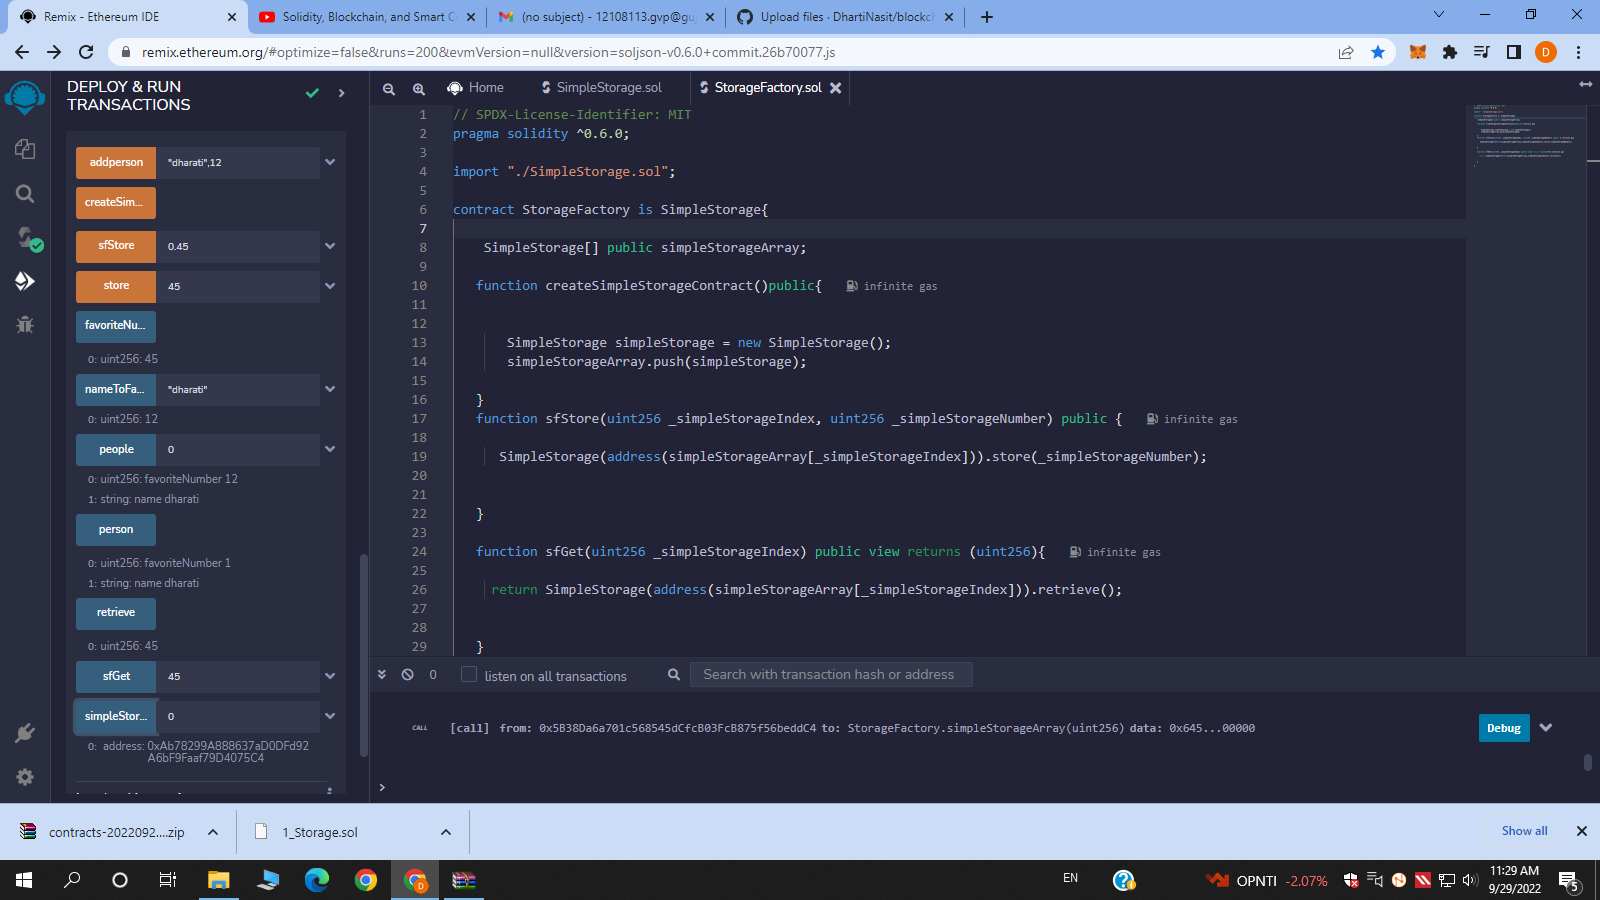 Remix - Ethereum IDE
Solidity, Blockchain, and Smart C
(no subject) - 12108113.gvp@gu
Upload files · DhartiNasit/blockch
remix.ethereum.org/#optimize=false&runs=200&evmVersion=null&version=soljson-v0.6.0+commit.26b70077.js
D
DEPLOY & RUN
TRANSACTIONS
Home
SimpleStorage.sol
StorageFactory.sol
addperson "dharati",12
createSim...
sfStore 0.45
store 45
favoriteNu...
0: uint256: 45
nameToFa... "dharati"
0: uint256: 12
people 0
0: uint256: favoriteNumber 12
1: string: name dharati
person
0: uint256: favoriteNumber 1
1: string: name dharati
retrieve
0: uint256: 45
sfGet 45
simpleStor... 0
0: address: 0xAb78299A888637aD0DFd92
A6bF9Faaf79D4075C4
1 // SPDX-License-Identifier: MIT
2 pragma solidity ^0.6.0;
3
4 import "./SimpleStorage.sol";
5
6 contract StorageFactory is SimpleStorage{
7
8 SimpleStorage[] public simpleStorageArray;
9
10 function createSimpleStorageContract()public{ infinite gas
11
12
13 SimpleStorage simpleStorage = new SimpleStorage();
14 simpleStorageArray.push(simpleStorage);
15
16 }
17 function sfStore(uint256 _simpleStorageIndex, uint256 _simpleStorageNumber) public { infinite gas
18
19 SimpleStorage(address(simpleStorageArray[_simpleStorageIndex])).store(_simpleStorageNumber);
20
21
22 }
23
24 function sfGet(uint256 _simpleStorageIndex) public view returns (uint256){ infinite gas
25
26 return SimpleStorage(address(simpleStorageArray[_simpleStorageIndex])).retrieve();
27
28
29 }
0 listen on all transactions Search with transaction hash or address
CALL [call] from: 0x5B38Da6a701c568545dCfcB03FcB875f56beddC4 to: StorageFactory.simpleStorageArray(uint256) data: 0x645...00000 Debug
>
contracts-2022092....zip
1_Storage.sol
Show all
EN
OPNTI -2.07%
11:29 AM
9/29/2022
5